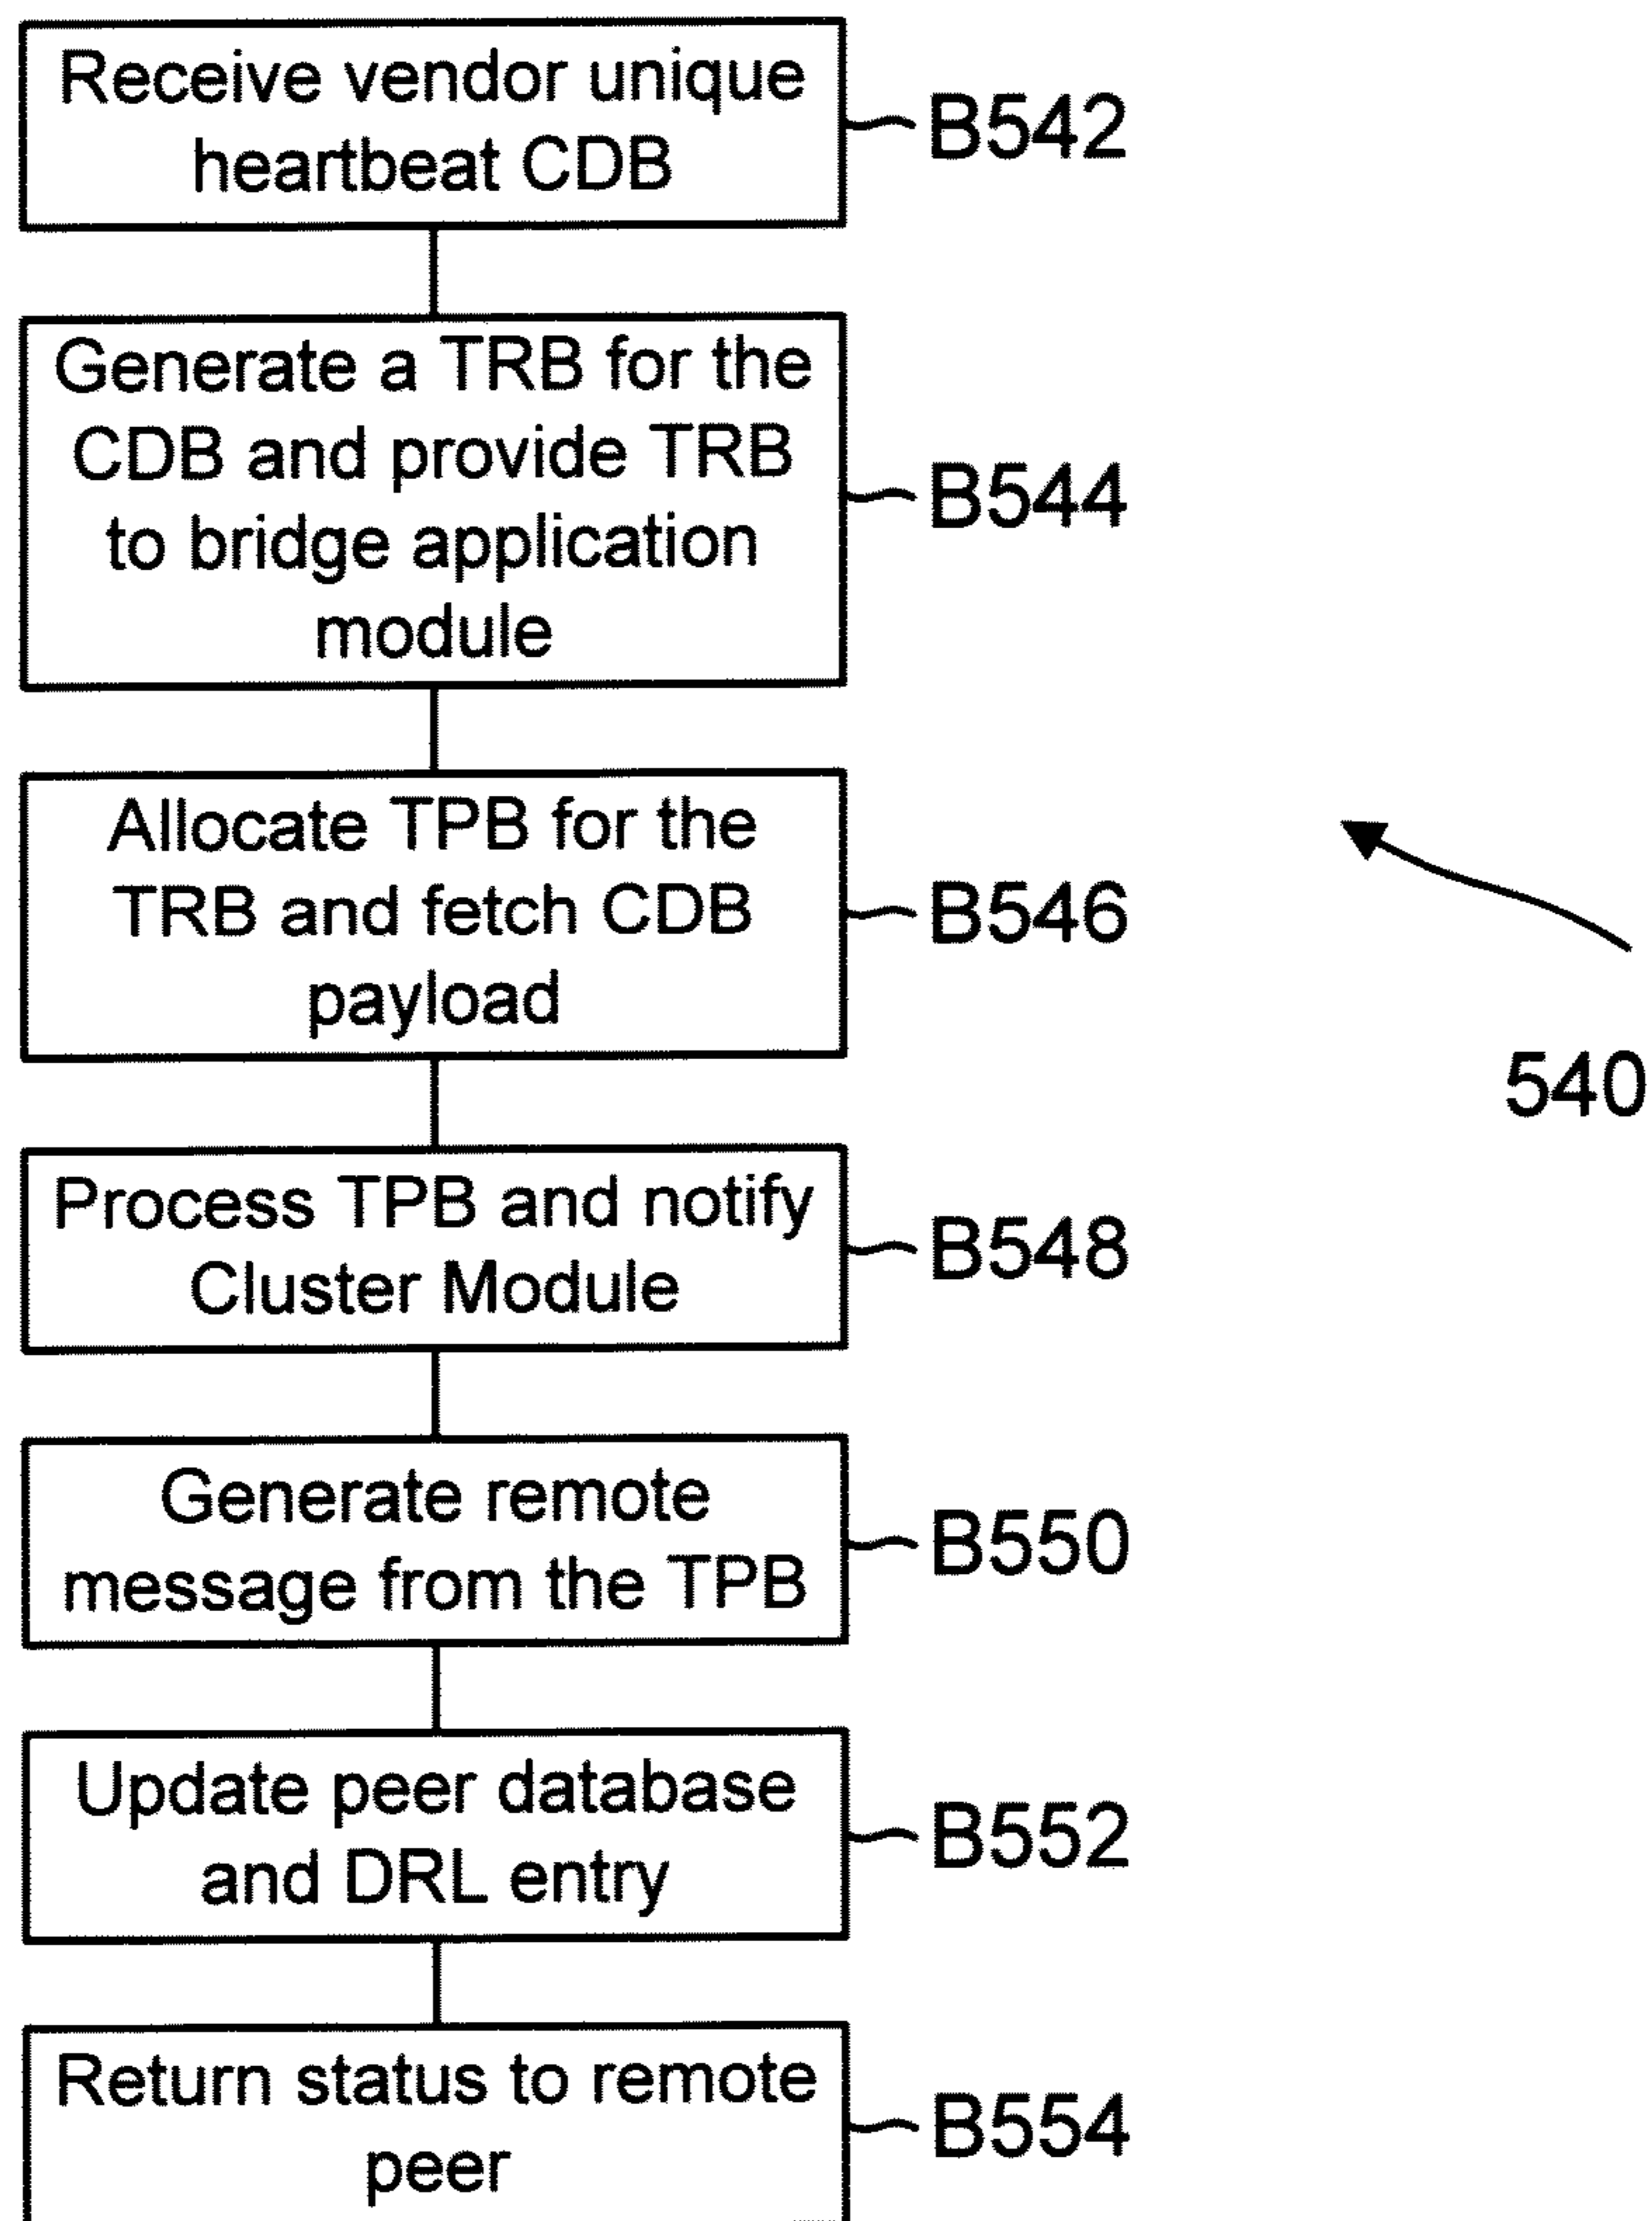 Receive vendor unique
heartbeat CDB
B542
Generate a TRB for the
CDB and provide TRB
to bridge application
module
B544
Allocate TPB for the
TRB and fetch CDB
payload
B546
540
Process TPB and notify
Cluster Module
B548
Generate remote
message from the TPB
B550
Update peer database
and DRL entry
B552
Return status to remote
peer
B554